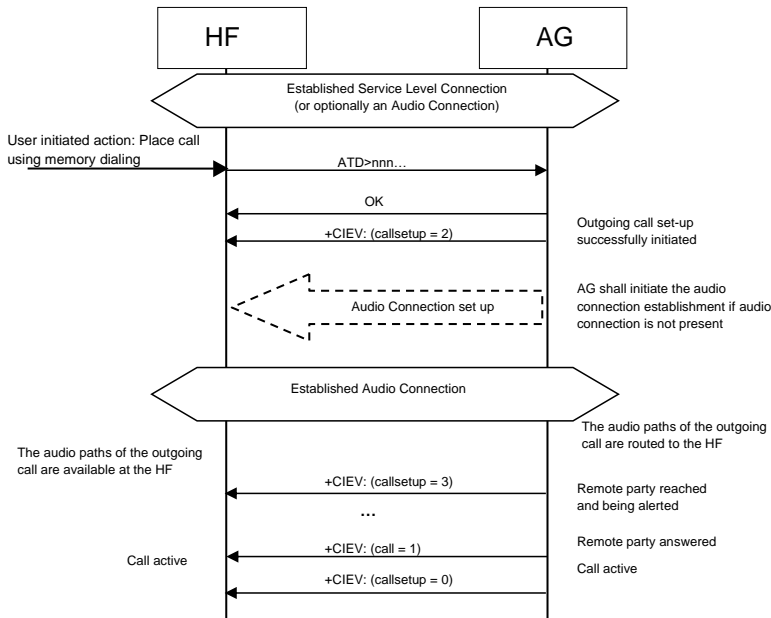 HF
AG
Established Service Level Connection
(or optionally an Audio Connection)
User initiated action: Place call
using memory dialing
ATD>nnn…
OK
+CIEV: (callsetup = 2)
Outgoing call set-up
successfully initiated
Audio Connection set up
AG shall initiate the audio
connection establishment if audio
connection is not present
Established Audio Connection
The audio paths of the outgoing
call are routed to the HF
The audio paths of the outgoing
call are available at the HF
+CIEV: (callsetup = 3)
Remote party reached
and being alerted
…
+CIEV: (call = 1)
Remote party answered
Call active
Call active
+CIEV: (callsetup = 0)